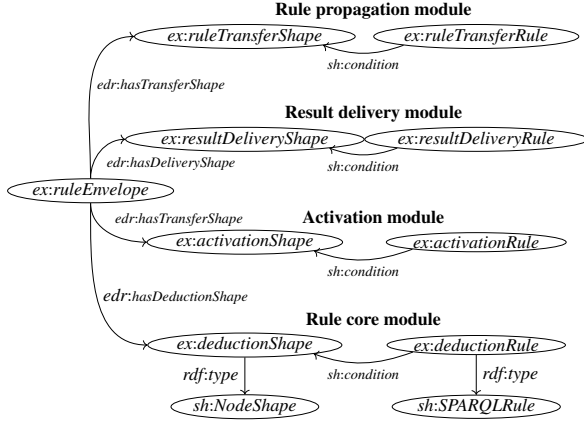 Rule propagation module
ex:ruleTransferShape ex:ruleTransferRule
sh:condition
edr:hasTransferShape
Result delivery module
ex:resultDeliveryShape ex:resultDeliveryRule
edr:hasDeliveryShape
sh:condition
ex:ruleEnvelope
Activation module
edr:hasTransferShape
ex:activationShape ex:activationRule
sh:condition
edr:hasDeductionShape
Rule core module
ex:deductionShape ex:deductionRule
sh:condition
rdf:type rdf:type
sh:NodeShape sh:SPARQLRule